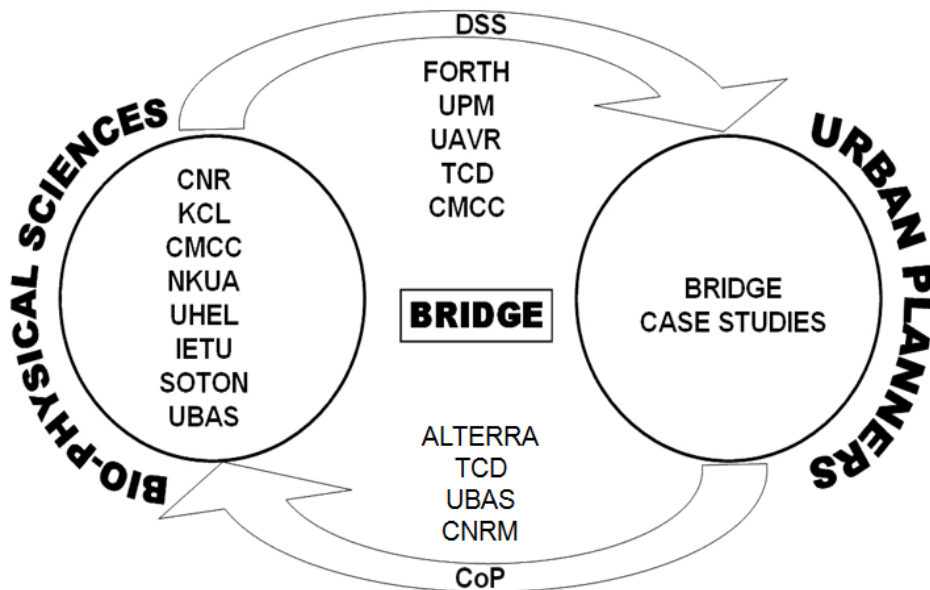 DSS
FORTH
UPM
UAVR
TCD
CMCC
BIO-PHYSICAL SCIENCES
CNR
KCL
CMCC
NKUA
UHEL
IETU
SOTON
UBAS
BRIDGE
URBAN PLANNERS
BRIDGE
CASE STUDIES
ALTERRA
TCD
UBAS
CNRM
CoP